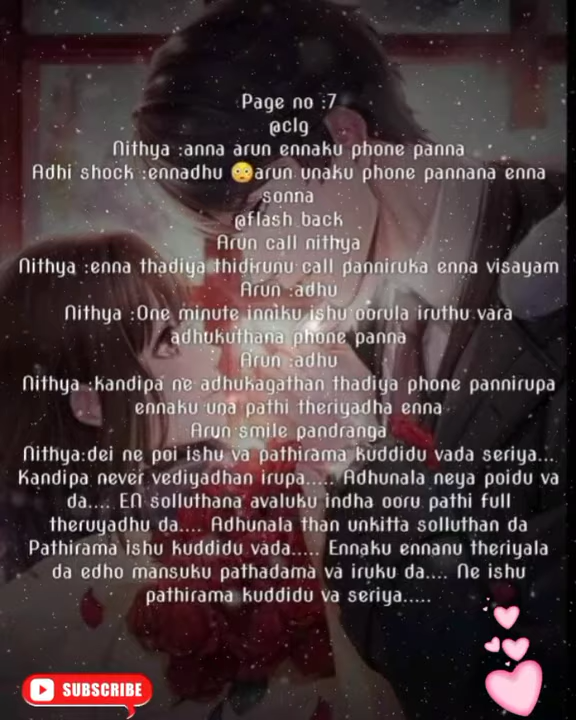 Page no :7
@clg
Nithya :anna arun ennaku phone panna
Adhi shock :ennadhu 😳arun unaku phone pannana enna
sonna
@flash back
Arun call nithya
Nithya :enna thadiya thidirunu call panniruka enna visayam
Arun :adhu
Nithya :One minute inniku ishu oorula iruthu vara
adhukuthana phone panna
Arun :adhu
Nithya :kandipa ne adhukagathan thadiya phone pannirupa
ennaku una pathi theriyadha enna
Arun smile pandranga
Nithya:dei ne poi ishu va pathirama kuddidu vada seriya...
Kandipa never vediyadhan irupa..... Adhunala neya poidu va
da.... EN solluthana avaluku indha ooru pathi full
theruyadhu da.... Adhunala than unkitta solluthan da
Pathirama ishu kuddidu vada..... Ennaku ennanu theriyala
da edho mansuku pathadama va iruku da.... Ne ishu
pathirama kuddidu va seriya.....
SUBSCRIBE